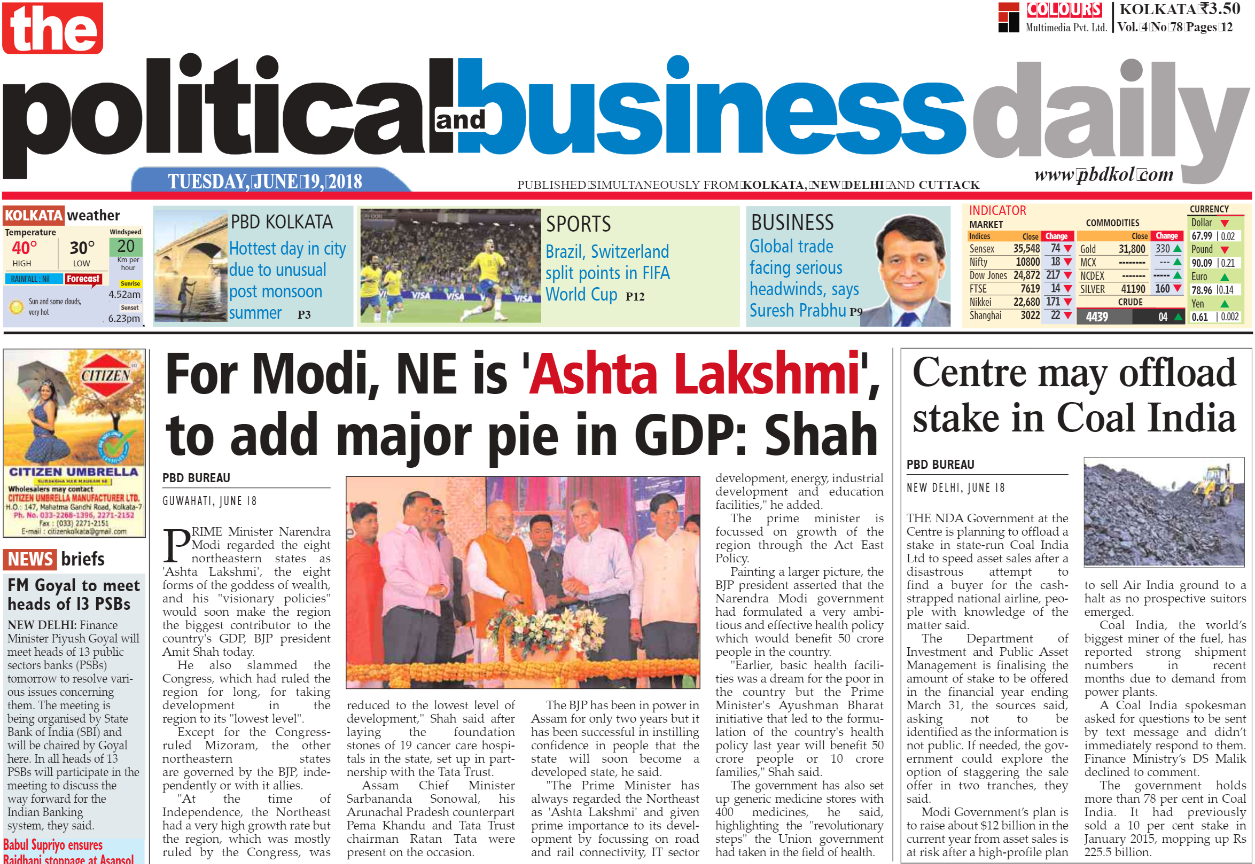 the
COLOURS
Multimedia Pvt. Ltd.
KOLKATA ₹3.50
Vol. 4 No 78 Pages 12
political and business daily
TUESDAY, JUNE 19, 2018
PUBLISHED SIMULTANEOUSLY FROM KOLKATA, NEW DELHI AND CUTTACK
www.pbdkol.com
KOLKATA weather
Temperature
Windspeed
40°
30°
20
HIGH
LOW
Km per
hour
RAINFALL : Nil
Forecast
Sunrise
4.52am
Sun and some clouds,
very hot
Sunset
6.23pm
PBD KOLKATA
Hottest day in city
due to unusual
post monsoon
summer P3
VISA VISA VISA
SPORTS
Brazil, Switzerland
split points in FIFA
World Cup P12
BUSINESS
Global trade
facing serious
headwinds, says
Suresh Prabhu P9
INDICATOR
MARKET
Indices Close Change
Sensex 35,548 74 ▼
Nifty 10800 18 ▼
Dow Jones 24,872 217 ▼
FTSE 7619 14 ▼
Nikkei 22,680 171 ▼
Shanghai 3022 22 ▼
COMMODITIES
Close Change
Gold 31,800 330 ▲
MCX -------- --- ▲
NCDEX ------- ----- ▲
SILVER 41190 160 ▼
CRUDE
4439 04 ▲
CURRENCY
Dollar ▼
67.99 0.02
Pound ▼
90.09 0.21
Euro ▲
78.96 0.14
Yen ▲
0.61 0.002
CITIZEN
CITIZEN UMBRELLA
SURAKSHA HAR MAUSAM ME
Wholesalers may contact
CITIZEN UMBRELLA MANUFACTURER LTD.
H.O.: 147, Mahatma Gandhi Road, Kolkata-7
Ph. No. 033-2268-1396, 2271-2152
Fax : (033) 2271-2151
E-mail : citizenkolkata@gmail.com
NEWS briefs
FM Goyal to meet
heads of 13 PSBs
NEW DELHI: Finance
Minister Piyush Goyal will
meet heads of 13 public
sectors banks (PSBs)
tomorrow to resolve vari-
ous issues concerning
them. The meeting is
being organised by State
Bank of India (SBI) and
will be chaired by Goyal
here. In all heads of 13
PSBs will participate in the
meeting to discuss the
way forward for the
Indian Banking
system, they said.
Babul Supriyo ensures
Rajdhani stoppage at Asansol
For Modi, NE is 'Ashta Lakshmi',
to add major pie in GDP: Shah
PBD BUREAU
GUWAHATI, JUNE 18
PRIME Minister Narendra
Modi regarded the eight
northeastern states as
'Ashta Lakshmi', the eight
forms of the goddess of wealth,
and his "visionary policies"
would soon make the region
the biggest contributor to the
country's GDP, BJP president
Amit Shah today.
He also slammed the
Congress, which had ruled the
region for long, for taking
development in the
region to its "lowest level".
Except for the Congress-
ruled Mizoram, the other
northeastern states
are governed by the BJP, inde-
pendently or with it allies.
"At the time of
Independence, the Northeast
had a very high growth rate but
the region, which was mostly
ruled by the Congress, was
reduced to the lowest level of
development," Shah said after
laying the foundation
stones of 19 cancer care hospi-
tals in the state, set up in part-
nership with the Tata Trust.
Assam Chief Minister
Sarbananda Sonowal, his
Arunachal Pradesh counterpart
Pema Khandu and Tata Trust
chairman Ratan Tata were
present on the occasion.
The BJP has been in power in
Assam for only two years but it
has been successful in instilling
confidence in people that the
state will soon become a
developed state, he said.
"The Prime Minister has
always regarded the Northeast
as 'Ashta Lakshmi' and given
prime importance to its devel-
opment by focussing on road
and rail connectivity, IT sector
development, energy, industrial
development and education
facilities," he added.
The prime minister is
focussed on growth of the
region through the Act East
Policy.
Painting a larger picture, the
BJP president asserted that the
Narendra Modi government
had formulated a very ambi-
tious and effective health policy
which would benefit 50 crore
people in the country.
"Earlier, basic health facili-
ties was a dream for the poor in
the country but the Prime
Minister's Ayushman Bharat
initiative that led to the formu-
lation of the country's health
policy last year will benefit 50
crore people or 10 crore
families," Shah said.
The government has also set
up generic medicine stores with
400 medicines, he said,
highlighting the "revolutionary
steps" the Union government
had taken in the field of health.
Centre may offload
stake in Coal India
PBD BUREAU
NEW DELHI, JUNE 18
THE NDA Government at the
Centre is planning to offload a
stake in state-run Coal India
Ltd to speed asset sales after a
disastrous attempt to
find a buyer for the cash-
strapped national airline, peo-
ple with knowledge of the
matter said.
The Department of
Investment and Public Asset
Management is finalising the
amount of stake to be offered
in the financial year ending
March 31, the sources said,
asking not to be
identified as the information is
not public. If needed, the gov-
ernment could explore the
option of staggering the sale
offer in two tranches, they
said.
Modi Government's plan is
to raise about $12 billion in the
current year from asset sales is
at risk after a high-profile plan
to sell Air India ground to a
halt as no prospective suitors
emerged.
Coal India, the world's
biggest miner of the fuel, has
reported strong shipment
numbers in recent
months due to demand from
power plants.
A Coal India spokesman
asked for questions to be sent
by text message and didn't
immediately respond to them.
Finance Ministry's DS Malik
declined to comment.
The government holds
more than 78 per cent in Coal
India. It had previously
sold a 10 per cent stake in
January 2015, mopping up Rs
225.5 billion.